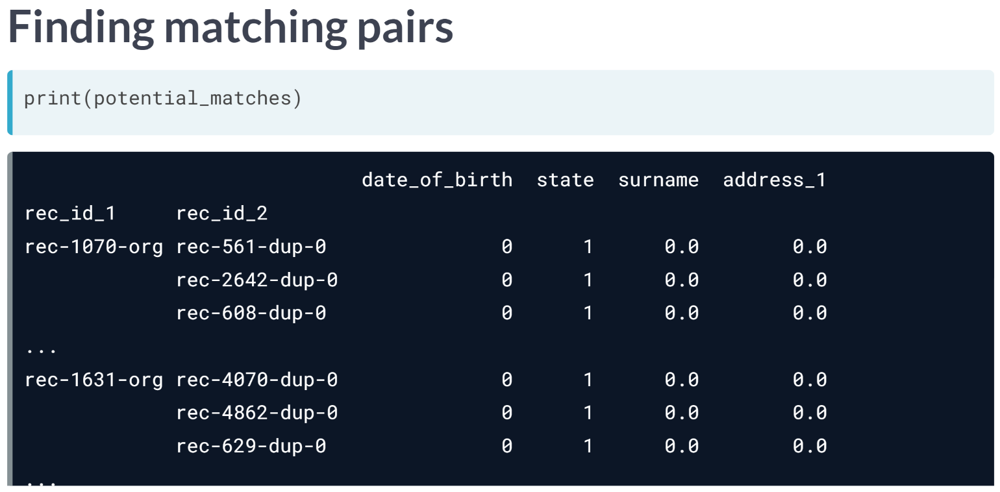 Finding matching pairs
print(potential_matches)
date_of_birth state surname address_1
rec_id_1 rec_id_2
rec-1070-org rec-561-dup-0 0 1 0.0 0.0
rec-2642-dup-0 0 1 0.0 0.0
rec-608-dup-0 0 1 0.0 0.0
...
rec-1631-org rec-4070-dup-0 0 1 0.0 0.0
rec-4862-dup-0 0 1 0.0 0.0
rec-629-dup-0 0 1 0.0 0.0
...